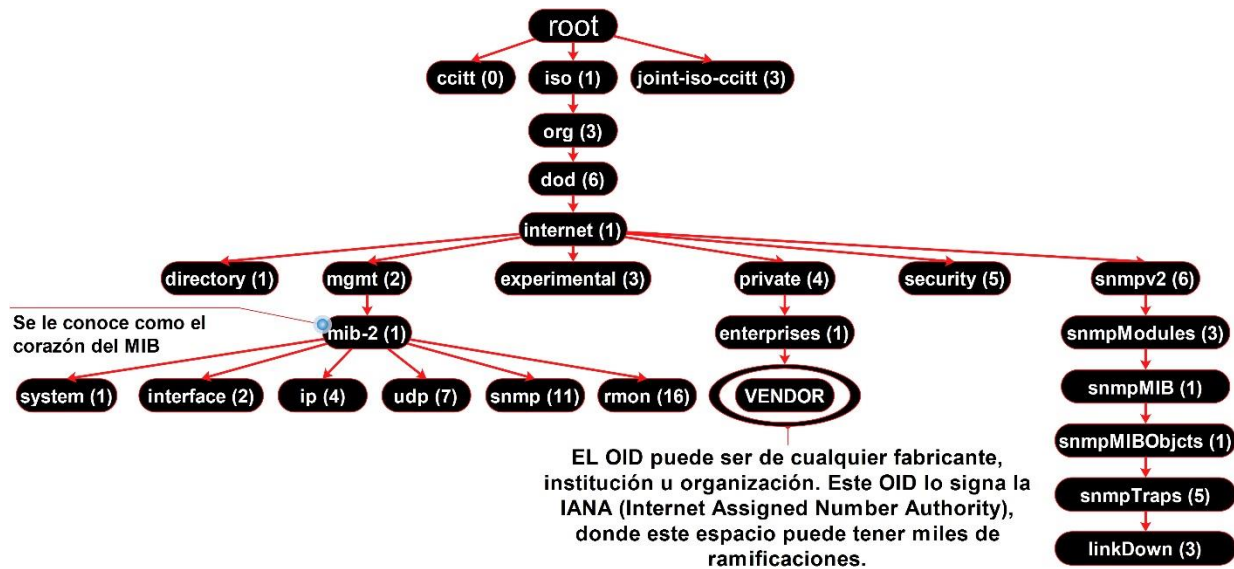 root
ccitt (0)
iso (1)
joint-iso-ccitt (3)
org (3)
dod (6)
internet (1)
directory (1)
mgmt (2)
experimental (3)
private (4)
security (5)
snmpv2 (6)
Se le conoce como el
corazón del MIB
mib-2 (1)
enterprises (1)
snmpModules (3)
system (1)
interface (2)
ip (4)
udp (7)
snmp (11)
rmon (16)
VENDOR
snmpMIB (1)
snmpMIBObjcts (1)
EL OID puede ser de cualquier fabricante,
institución u organización. Este OID lo signa la
IANA (Internet Assigned Number Authority),
donde este espacio puede tener miles de
ramificaciones.
snmpTraps (5)
linkDown (3)